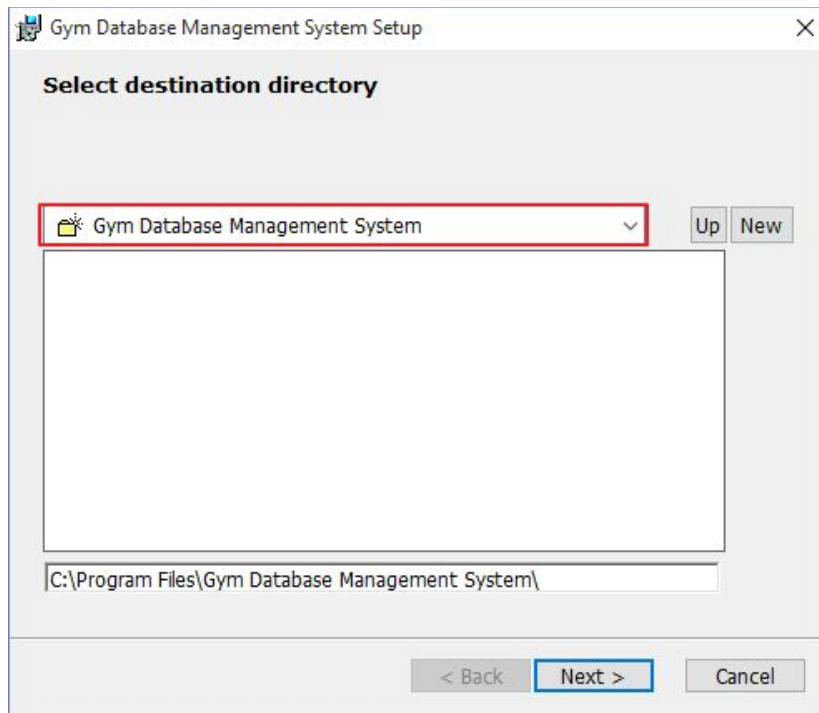 Gym Database Management System Setup
Select destination directory
Gym Database Management System
Up
New
C:\Program Files\Gym Database Management System\
< Back
Next >
Cancel